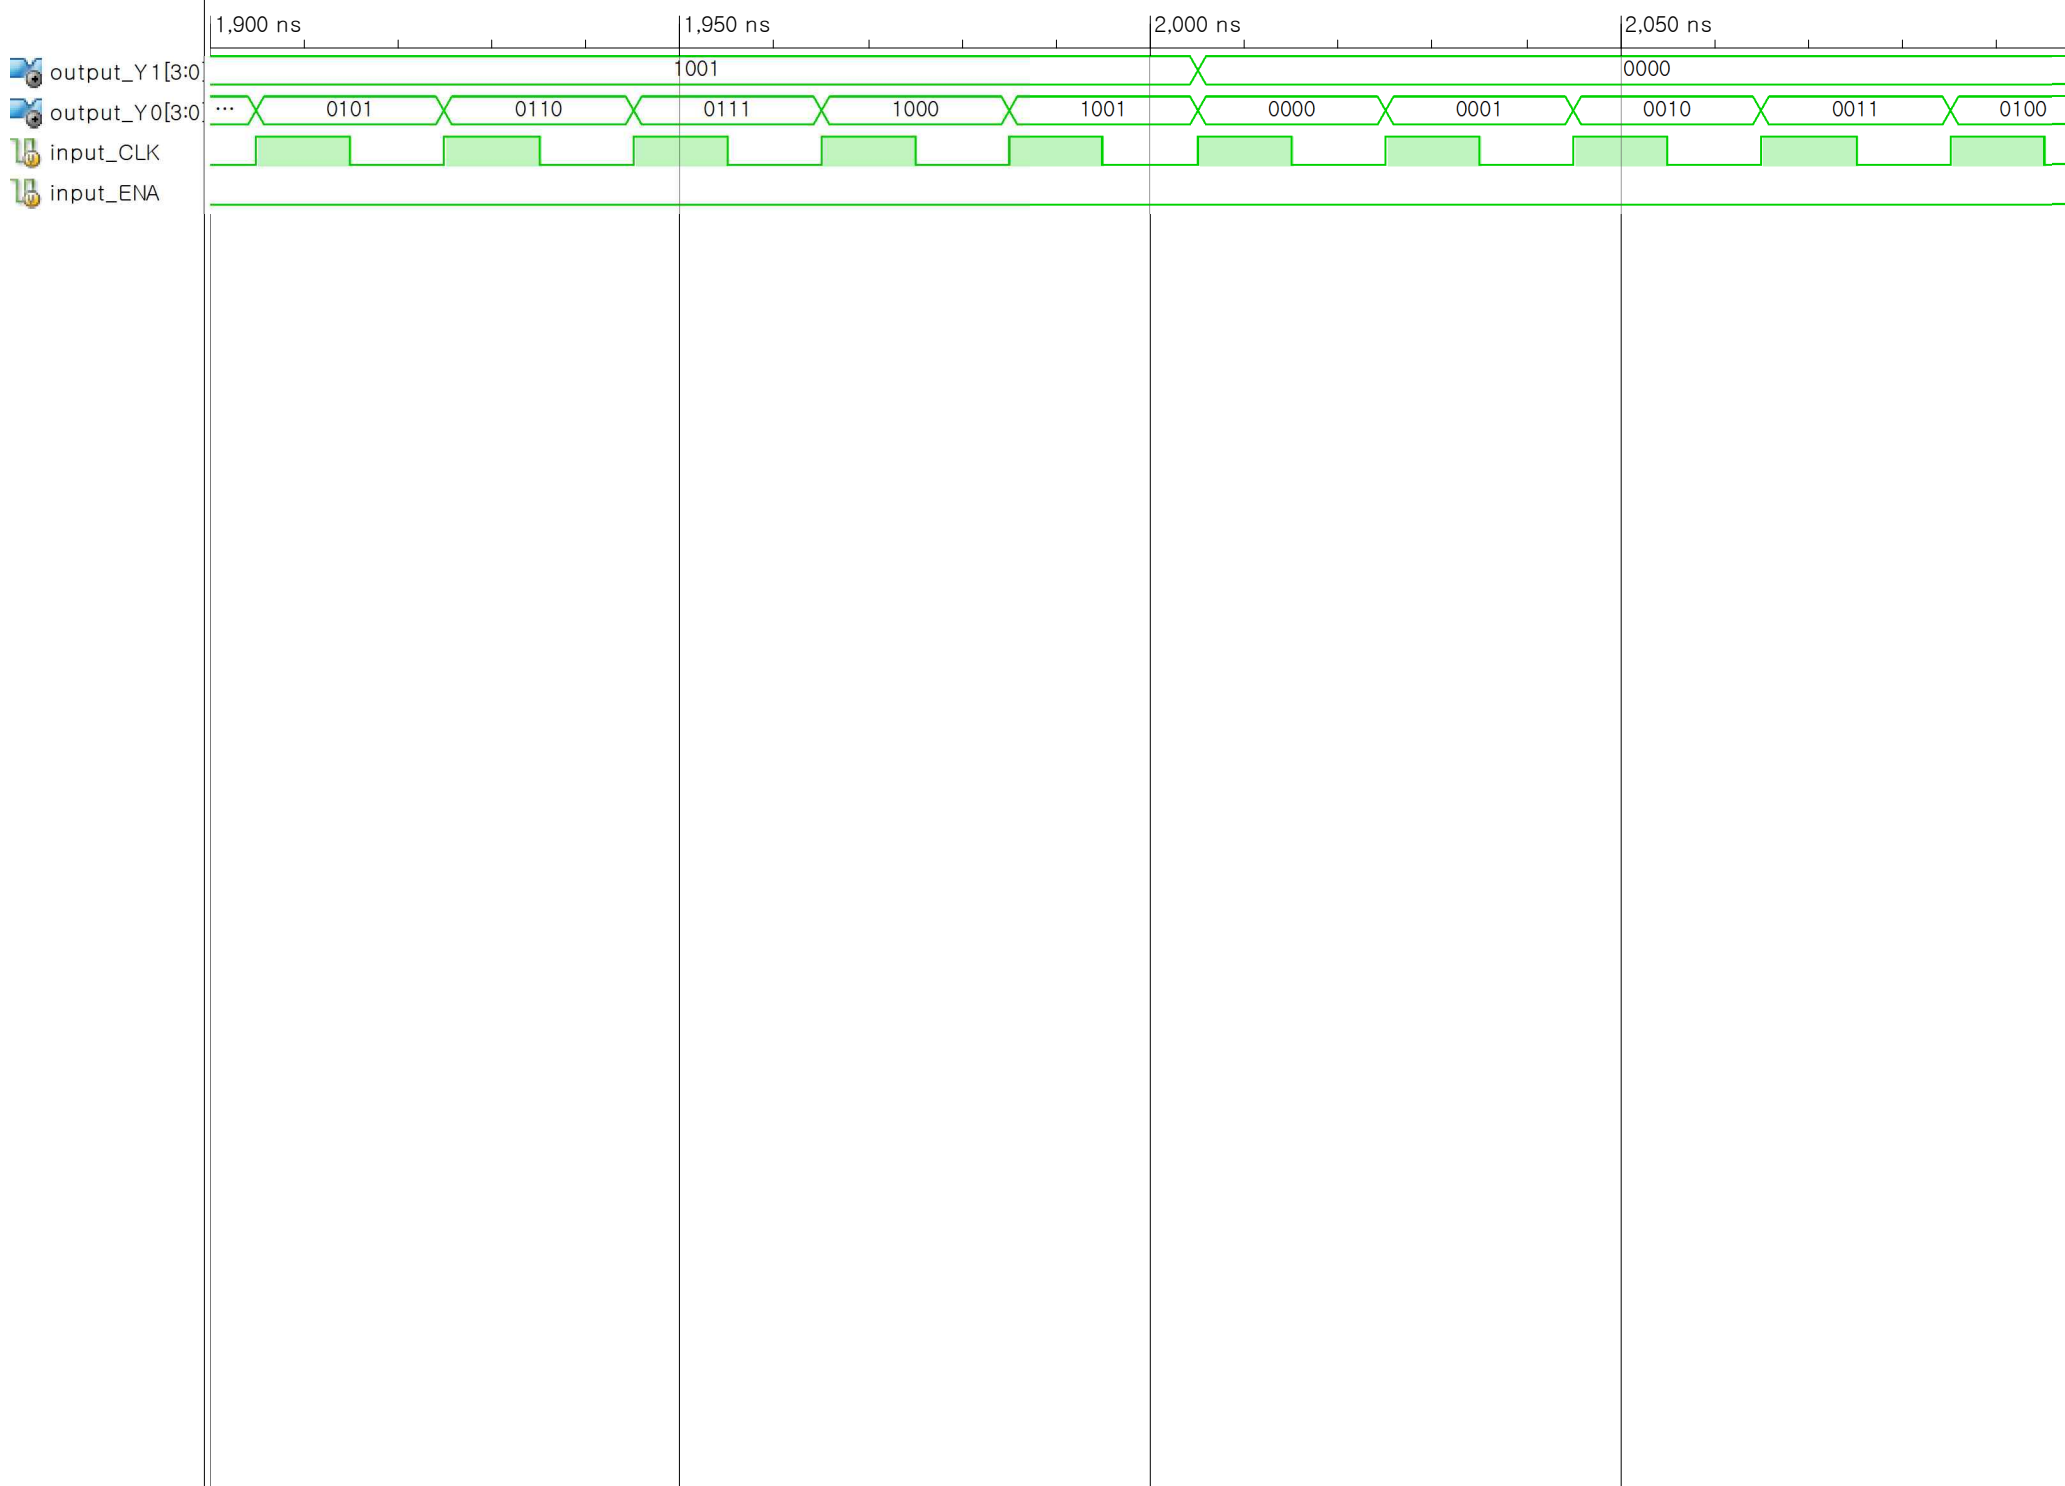 1,900 ns 1,950 ns 2,000 ns 2,050 ns
output_Y1[3:0] 1001 0000
output_Y0[3:0] ... 0101 0110 0111 1000 1001 0000 0001 0010 0011 0100
input_CLK
input_ENA